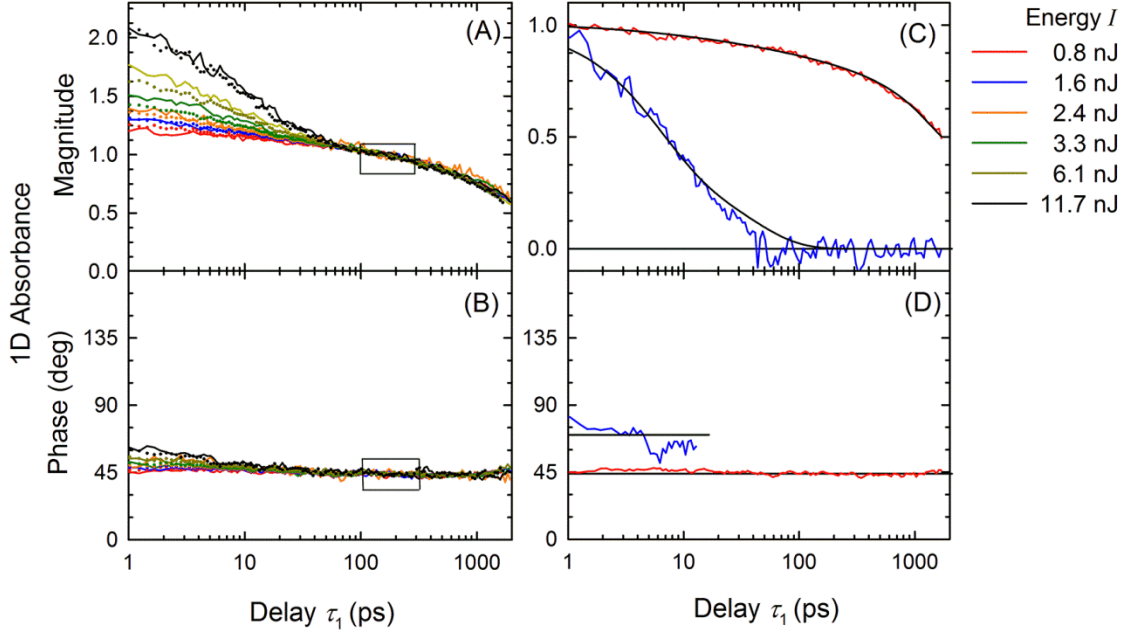 (A)
2.0
1.5
1.0
0.5
0.0
Magnitude
1D Absorbance
(B)
135
90
45
0
Phase (deg)
1
10
100
1000
Delay τ1 (ps)
(C)
1.0
0.5
0.0
(D)
135
90
45
0
1
10
100
1000
Delay τ1 (ps)
Energy I
0.8 nJ
1.6 nJ
2.4 nJ
3.3 nJ
6.1 nJ
11.7 nJ